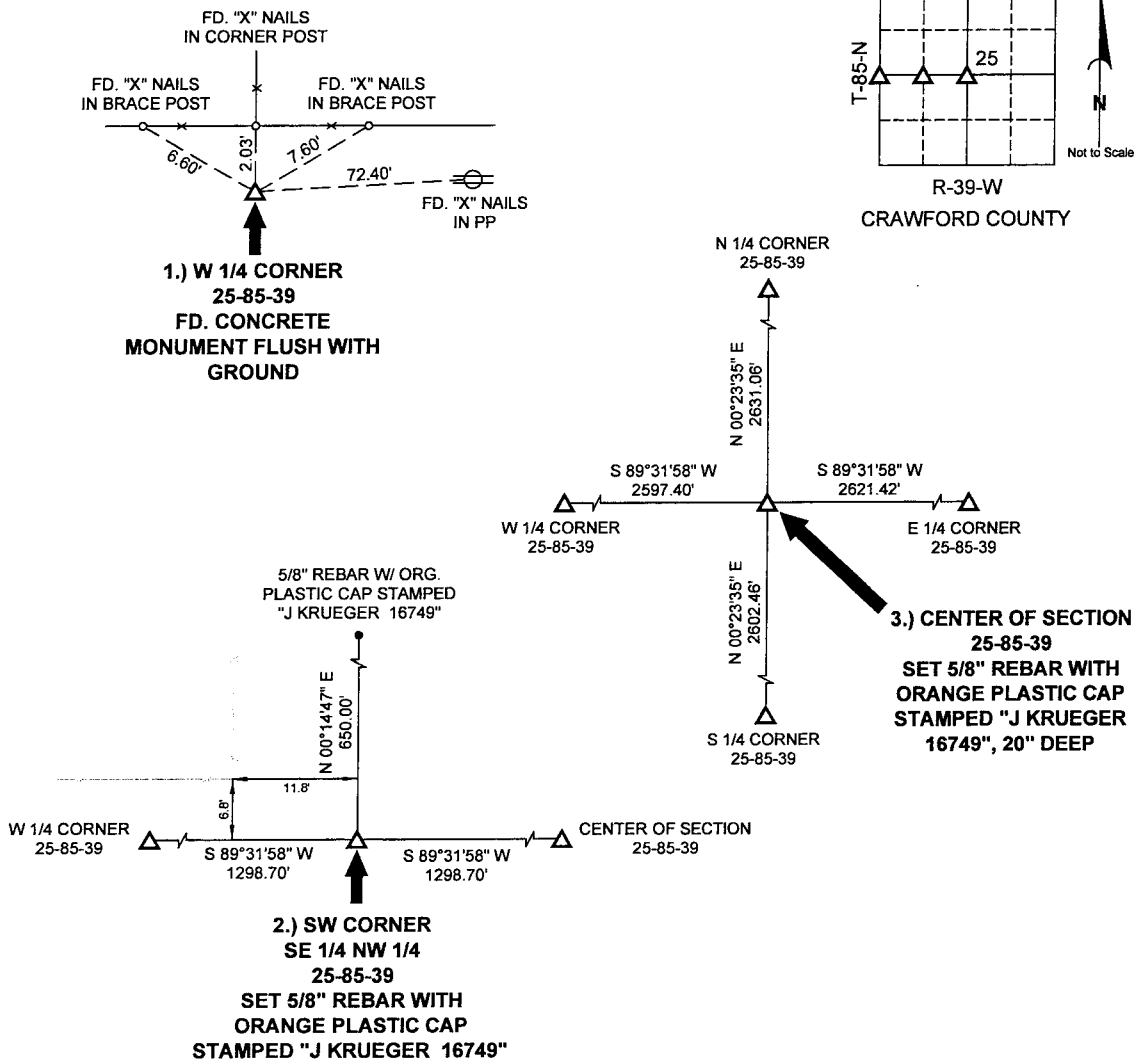 FD. "X" NAILS
IN CORNER POST
FD. "X" NAILS
IN BRACE POST
FD. "X" NAILS
IN BRACE POST
6.60'
2.03'
7.60'
72.40'
FD. "X" NAILS
IN PP
1.) W 1/4 CORNER
25-85-39
FD. CONCRETE
MONUMENT FLUSH WITH
GROUND
T-85-N
25
N
Not to Scale
R-39-W
CRAWFORD COUNTY
N 1/4 CORNER
25-85-39
N 00°23'35" E
2631.06'
S 89°31'58" W
2597.40'
S 89°31'58" W
2621.42'
W 1/4 CORNER
25-85-39
E 1/4 CORNER
25-85-39
N 00°23'35" E
2602.46'
S 1/4 CORNER
25-85-39
3.) CENTER OF SECTION
25-85-39
SET 5/8" REBAR WITH
ORANGE PLASTIC CAP
STAMPED "J KRUEGER
16749", 20" DEEP
5/8" REBAR W/ ORG.
PLASTIC CAP STAMPED
"J KRUEGER 16749"
N 00°14'47" E
650.00'
11.8'
6.8'
W 1/4 CORNER
25-85-39
CENTER OF SECTION
25-85-39
S 89°31'58" W
1298.70'
S 89°31'58" W
1298.70'
2.) SW CORNER
SE 1/4 NW 1/4
25-85-39
SET 5/8" REBAR WITH
ORANGE PLASTIC CAP
STAMPED "J KRUEGER 16749"